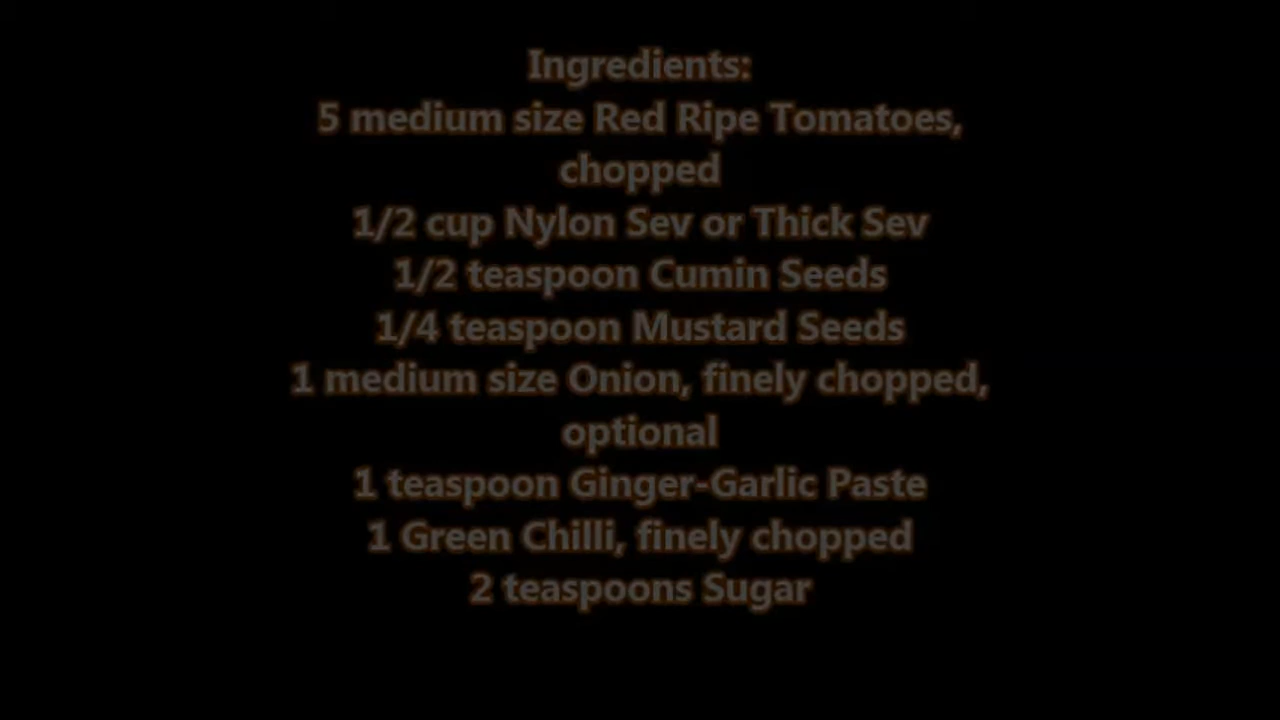 Ingredients:
5 medium size Red Ripe Tomatoes,
chopped
1/2 cup Nylon Sev or Thick Sev
1/2 teaspoon Cumin Seeds
1/4 teaspoon Mustard Seeds
1 medium size Onion, finely chopped,
optional
1 teaspoon Ginger-Garlic Paste
1 Green Chilli, finely chopped
2 teaspoons Sugar